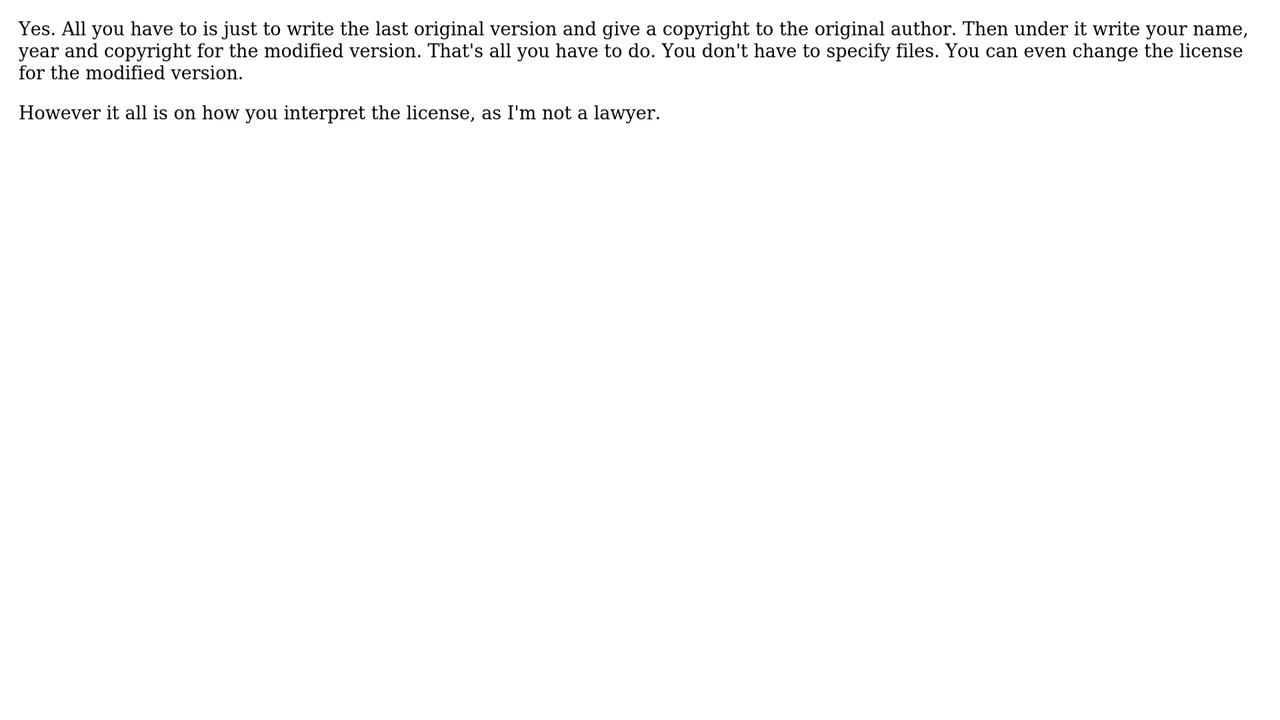 Yes. All you have to is just to write the last original version and give a copyright to the original author. Then under it write your name,
year and copyright for the modified version. That's all you have to do. You don't have to specify files. You can even change the license
for the modified version.
However it all is on how you interpret the license, as I'm not a lawyer.